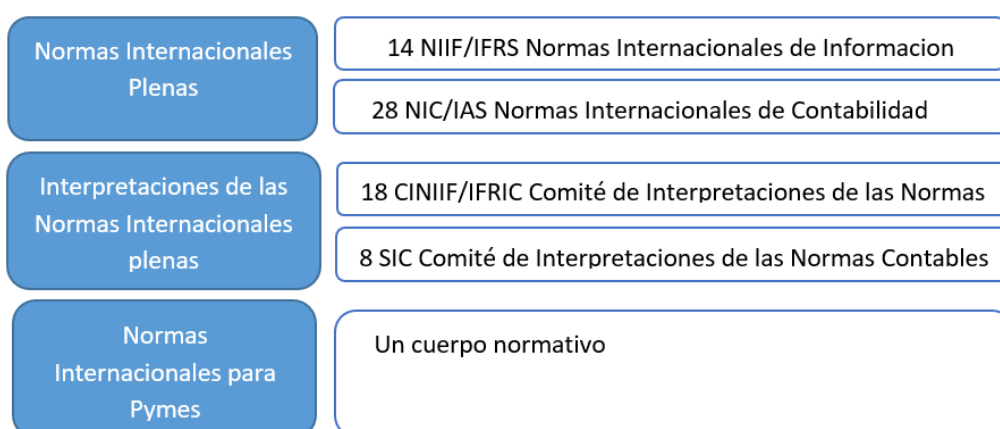 Normas Internacionales
Plenas
14 NIIF/IFRS Normas Internacionales de Informacion
28 NIC/IAS Normas Internacionales de Contabilidad
Interpretaciones de las
Normas Internacionales
plenas
18 CINIIF/IFRIC Comité de Interpretaciones de las Normas
8 SIC Comité de Interpretaciones de las Normas Contables
Normas
Internacionales para
Pymes
Un cuerpo normativo